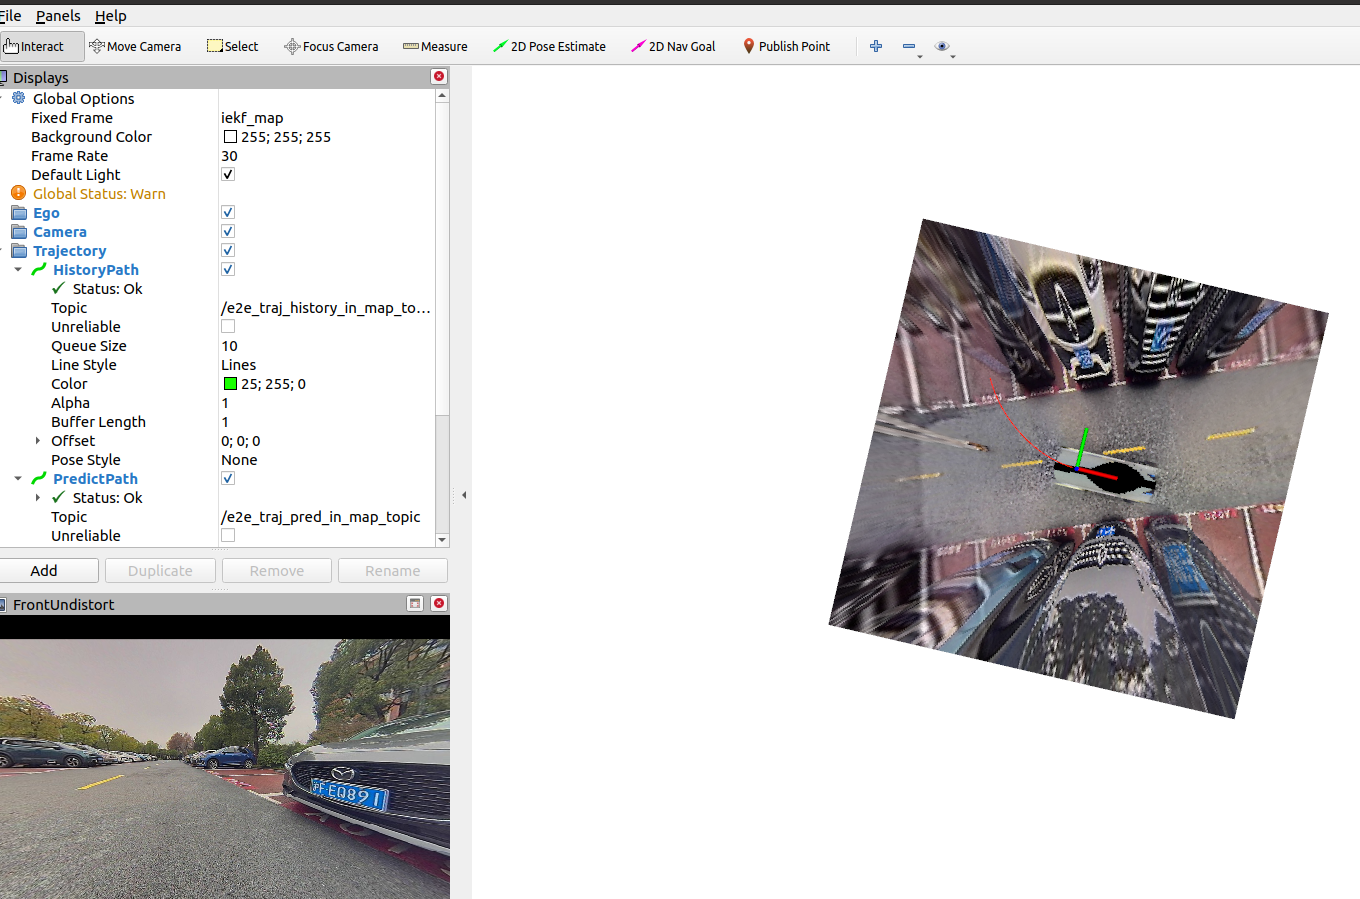 File Panels Help
Interact Move Camera Select Focus Camera Measure 2D Pose Estimate 2D Nav Goal Publish Point
Displays
Global Options
Fixed Frame iekf_map
Background Color 255; 255; 255
Frame Rate 30
Default Light
Global Status: Warn
Ego
Camera
Trajectory
HistoryPath
Status: Ok
Topic /e2e_traj_history_in_map_to...
Unreliable
Queue Size 10
Line Style Lines
Color 25; 255; 0
Alpha 1
Buffer Length 1
Offset 0; 0; 0
Pose Style None
PredictPath
Status: Ok
Topic /e2e_traj_pred_in_map_topic
Unreliable
Add Duplicate Remove Rename
FrontUndistort
沪F·EQ891